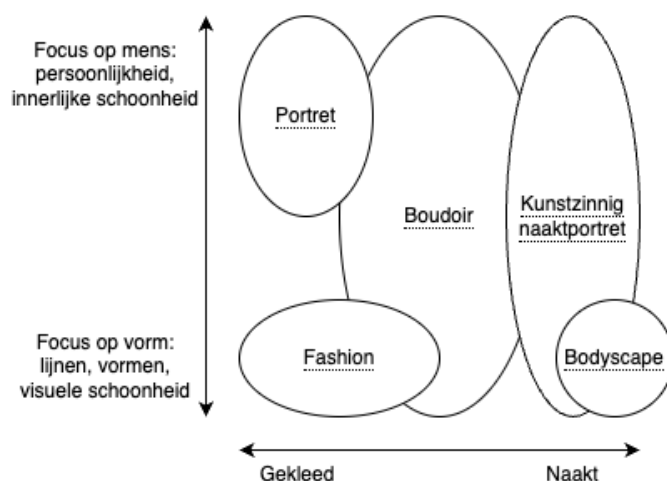 Focus op mens:
persoonlijkheid,
innerlijke schoonheid
Portret
Boudoir
Kunstzinnig
naaktportret
Focus op vorm:
lijnen, vormen,
visuele schoonheid
Fashion
Bodyscape
Gekleed
Naakt